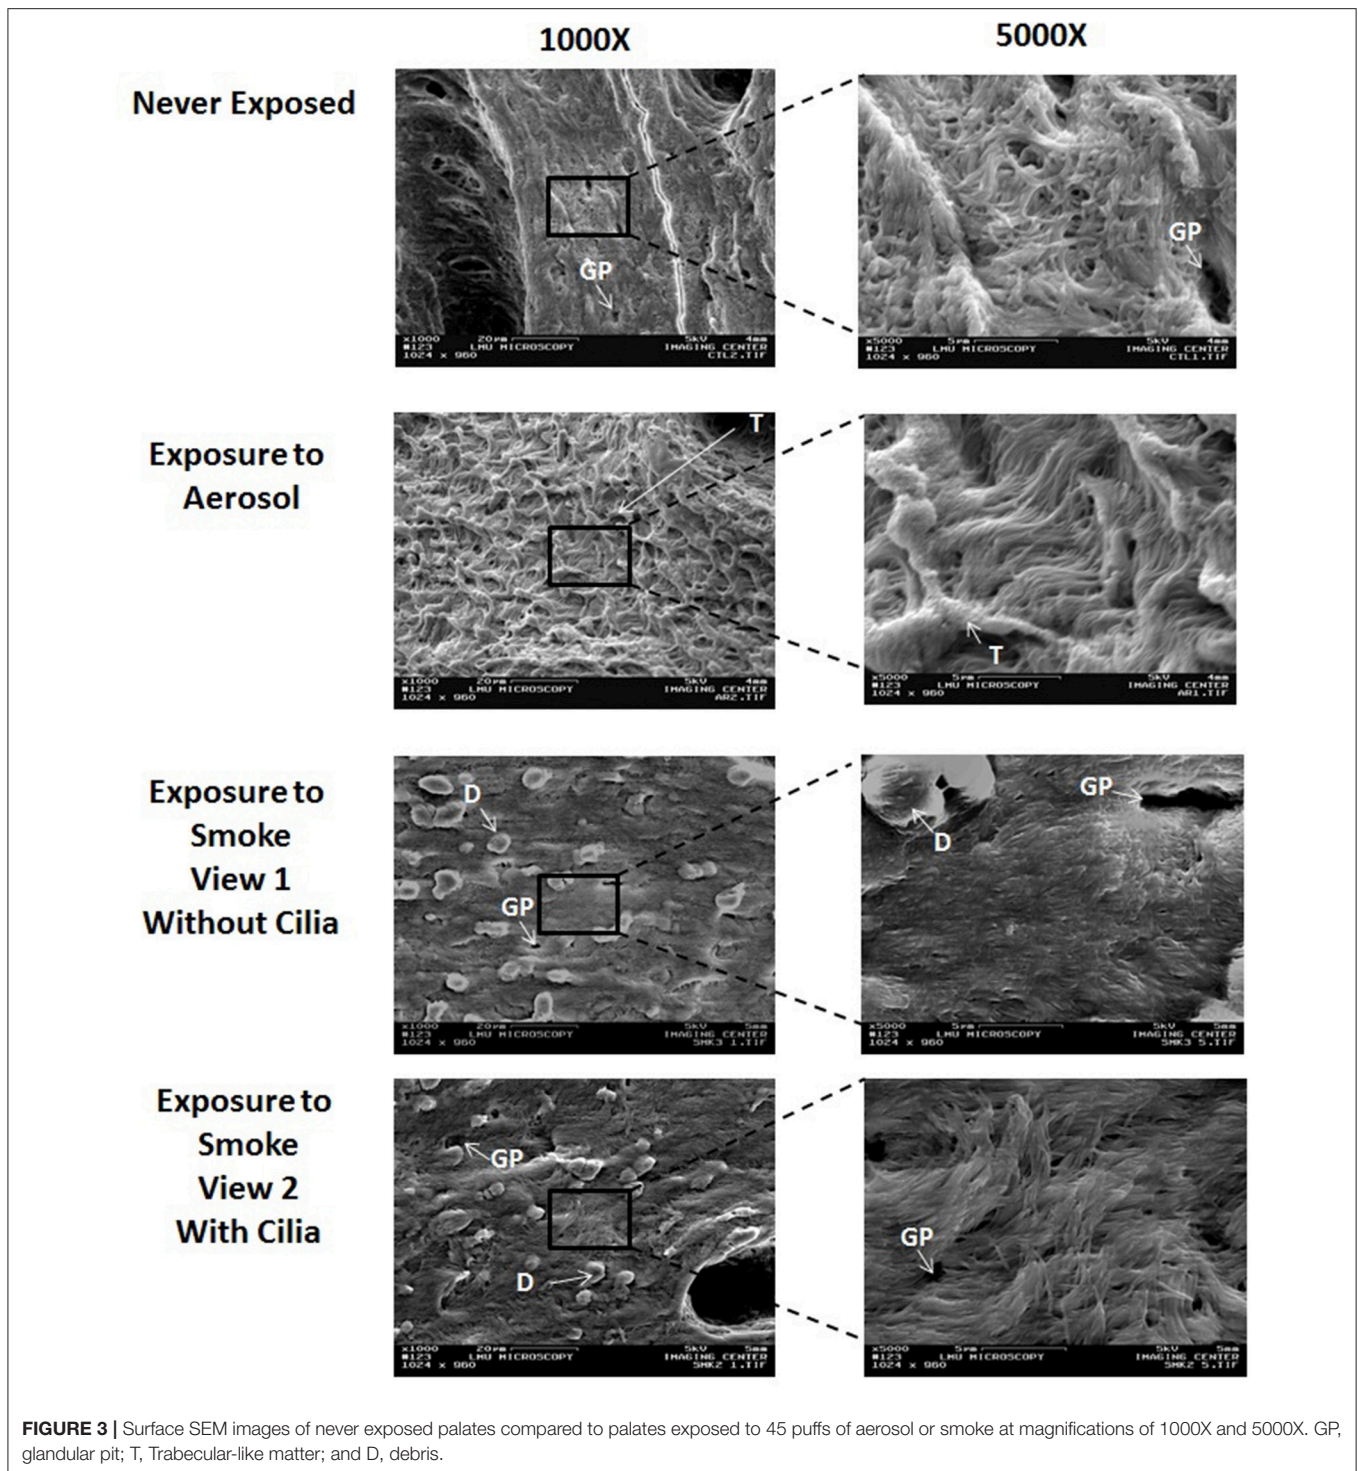 1000X
5000X
Never Exposed
GP
GP
x1000 20µm 5kV 4mm
#123 LMU MICROSCOPY IMAGING CENTER
1024 x 960 CTL2.TIF
x5000 5µm 5kV 4mm
#123 LMU MICROSCOPY IMAGING CENTER
1024 x 960 CTL1.TIF
Exposure to
Aerosol
T
T
x1000 20µm 5kV 4mm
#123 LMU MICROSCOPY IMAGING CENTER
1024 x 960 AR2.TIF
x5000 5µm 5kV 4mm
#123 LMU MICROSCOPY IMAGING CENTER
1024 x 960 AR1.TIF
Exposure to
Smoke
View 1
Without Cilia
D
GP
GP
D
x1000 20µm 5kV 5mm
#123 LMU MICROSCOPY IMAGING CENTER
1024 x 960 SMK3 1.TIF
x5000 5µm 5kV 5mm
#123 LMU MICROSCOPY IMAGING CENTER
1024 x 960 SMK3 5.TIF
Exposure to
Smoke
View 2
With Cilia
GP
D
GP
x1000 20µm 5kV 5mm
#123 LMU MICROSCOPY IMAGING CENTER
1024 x 960 SMK2 1.TIF
x5000 5µm 5kV 5mm
#123 LMU MICROSCOPY IMAGING CENTER
1024 x 960 SMK2 5.TIF
FIGURE 3 | Surface SEM images of never exposed palates compared to palates exposed to 45 puffs of aerosol or smoke at magnifications of 1000X and 5000X. GP,
glandular pit; T, Trabecular-like matter; and D, debris.